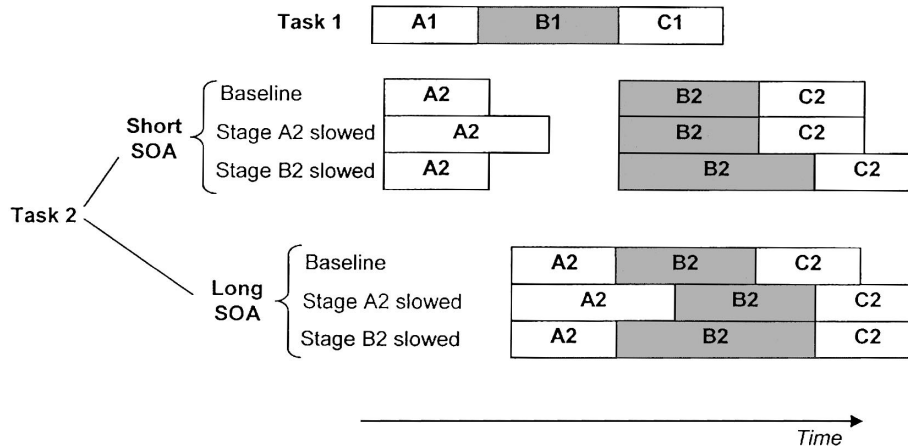 Task 1 A1 B1 C1
Baseline A2 B2 C2
Short SOA
Stage A2 slowed A2 B2 C2
Stage B2 slowed A2 B2 C2
Task 2
Baseline A2 B2 C2
Long SOA
Stage A2 slowed A2 B2 C2
Stage B2 slowed A2 B2 C2
Time